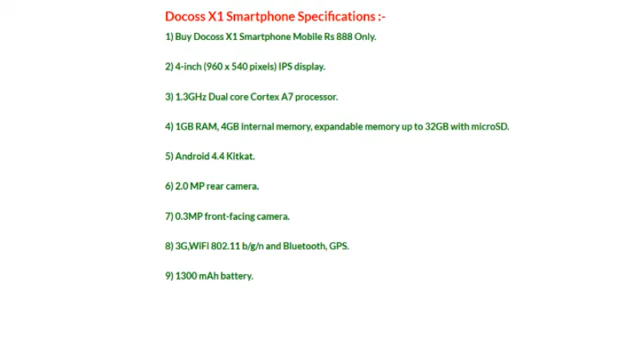 Docoss X1 Smartphone Specifications :-
1) Buy Docoss X1 Smartphone Mobile Rs 888 Only.
2) 4-inch (960 x 540 pixels) IPS display.
3) 1.3GHz Dual core Cortex A7 processor.
4) 1GB RAM, 4GB internal memory, expandable memory up to 32GB with microSD.
5) Android 4.4 Kitkat.
6) 2.0 MP rear camera.
7) 0.3MP front-facing camera.
8) 3G,WiFi 802.11 b/g/n and Bluetooth, GPS.
9) 1300 mAh battery.